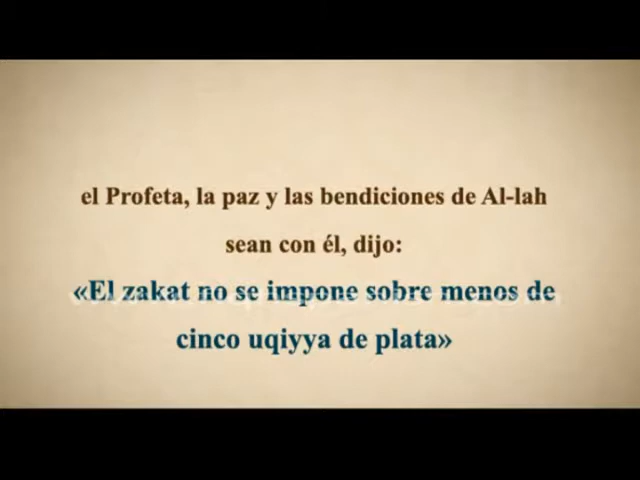 el Profeta, la paz y las bendiciones de Al-lah
sean con él, dijo:
«El zakat no se impone sobre menos de
cinco uqiyya de plata»